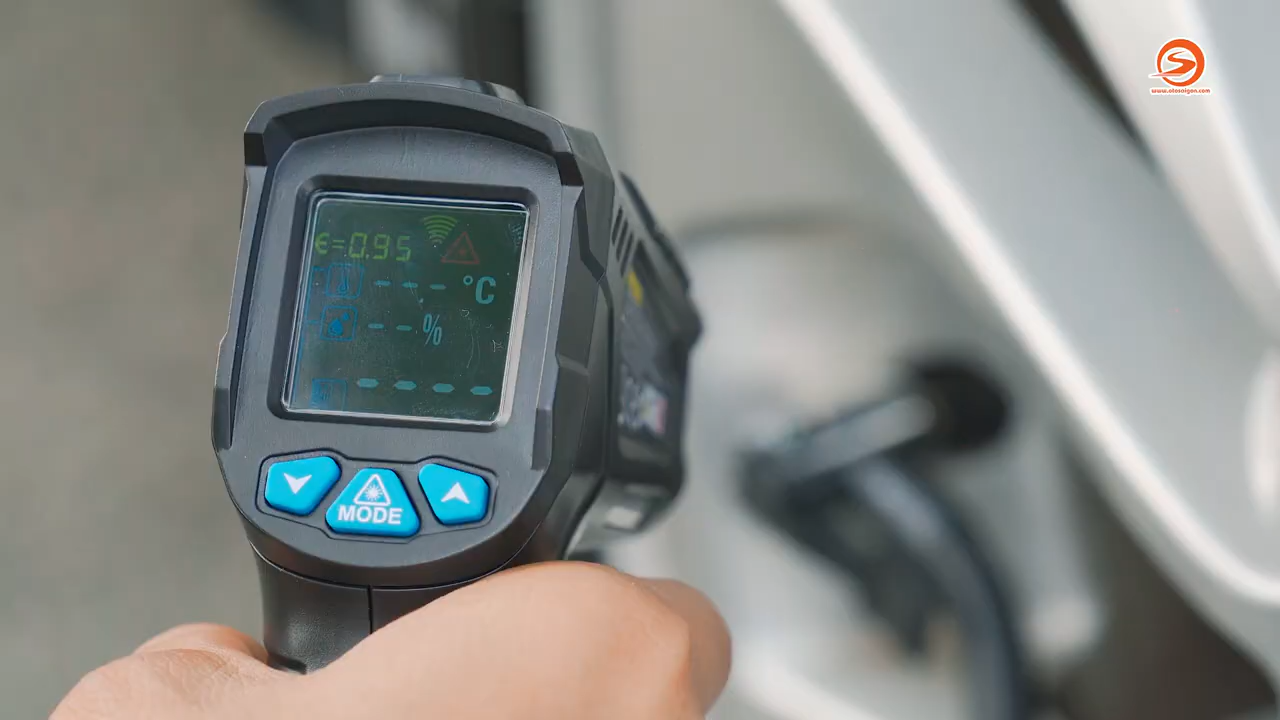 www.otosaigon.com
€=0.95
--- °C
-- %
----
MODE